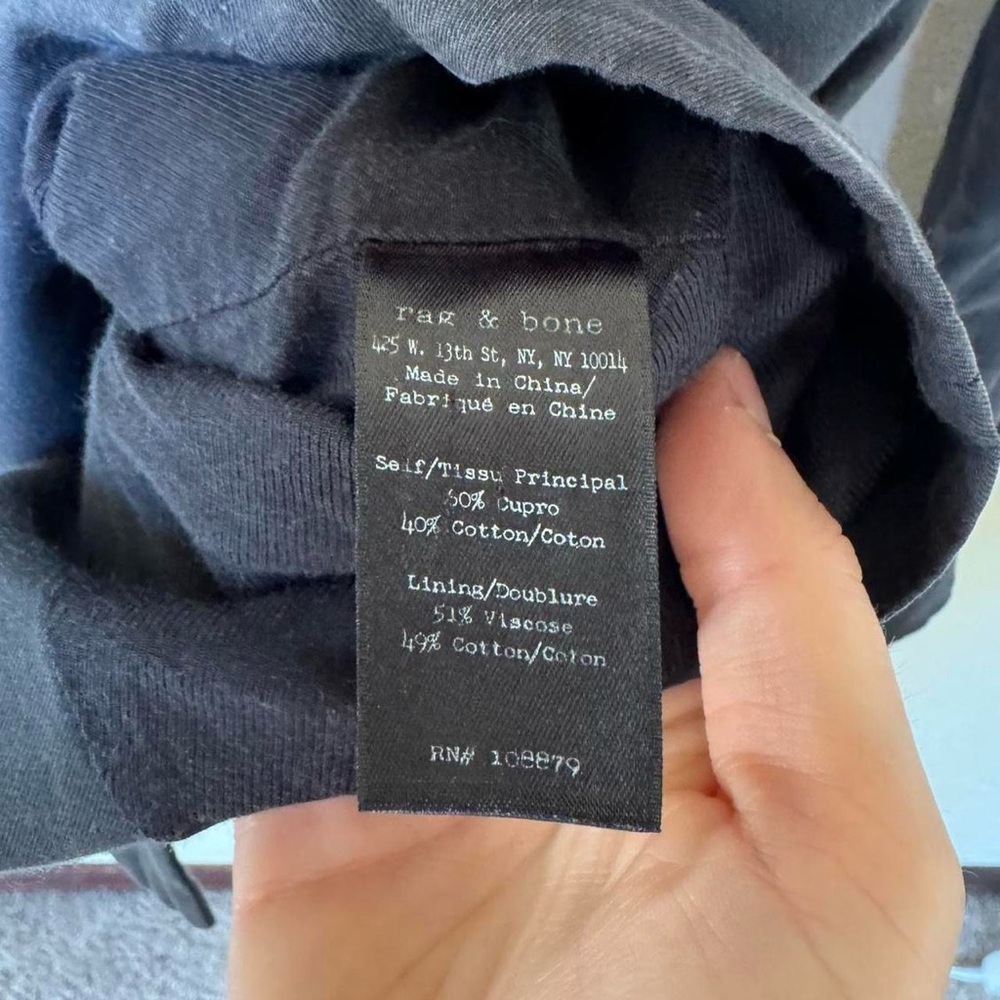 rag & bone
425 W. 13th St, NY, NY 10014
Made in China/
Fabriqué en Chine
Self/Tissu Principal
60% Cupro
40% Cotton/Coton
Lining/Doublure
51% Viscose
49% Cotton/Coton
RN# 108879